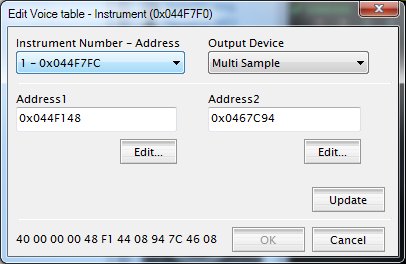 Edit Voice table - Instrument (0x044F7F0)
Instrument Number - Address Output Device
1 - 0x044F7FC Multi Sample
Address1 Address2
0x044F148 0x0467C94
Edit... Edit...
Update
40 00 00 00 48 F1 44 08 94 7C 46 08 OK Cancel